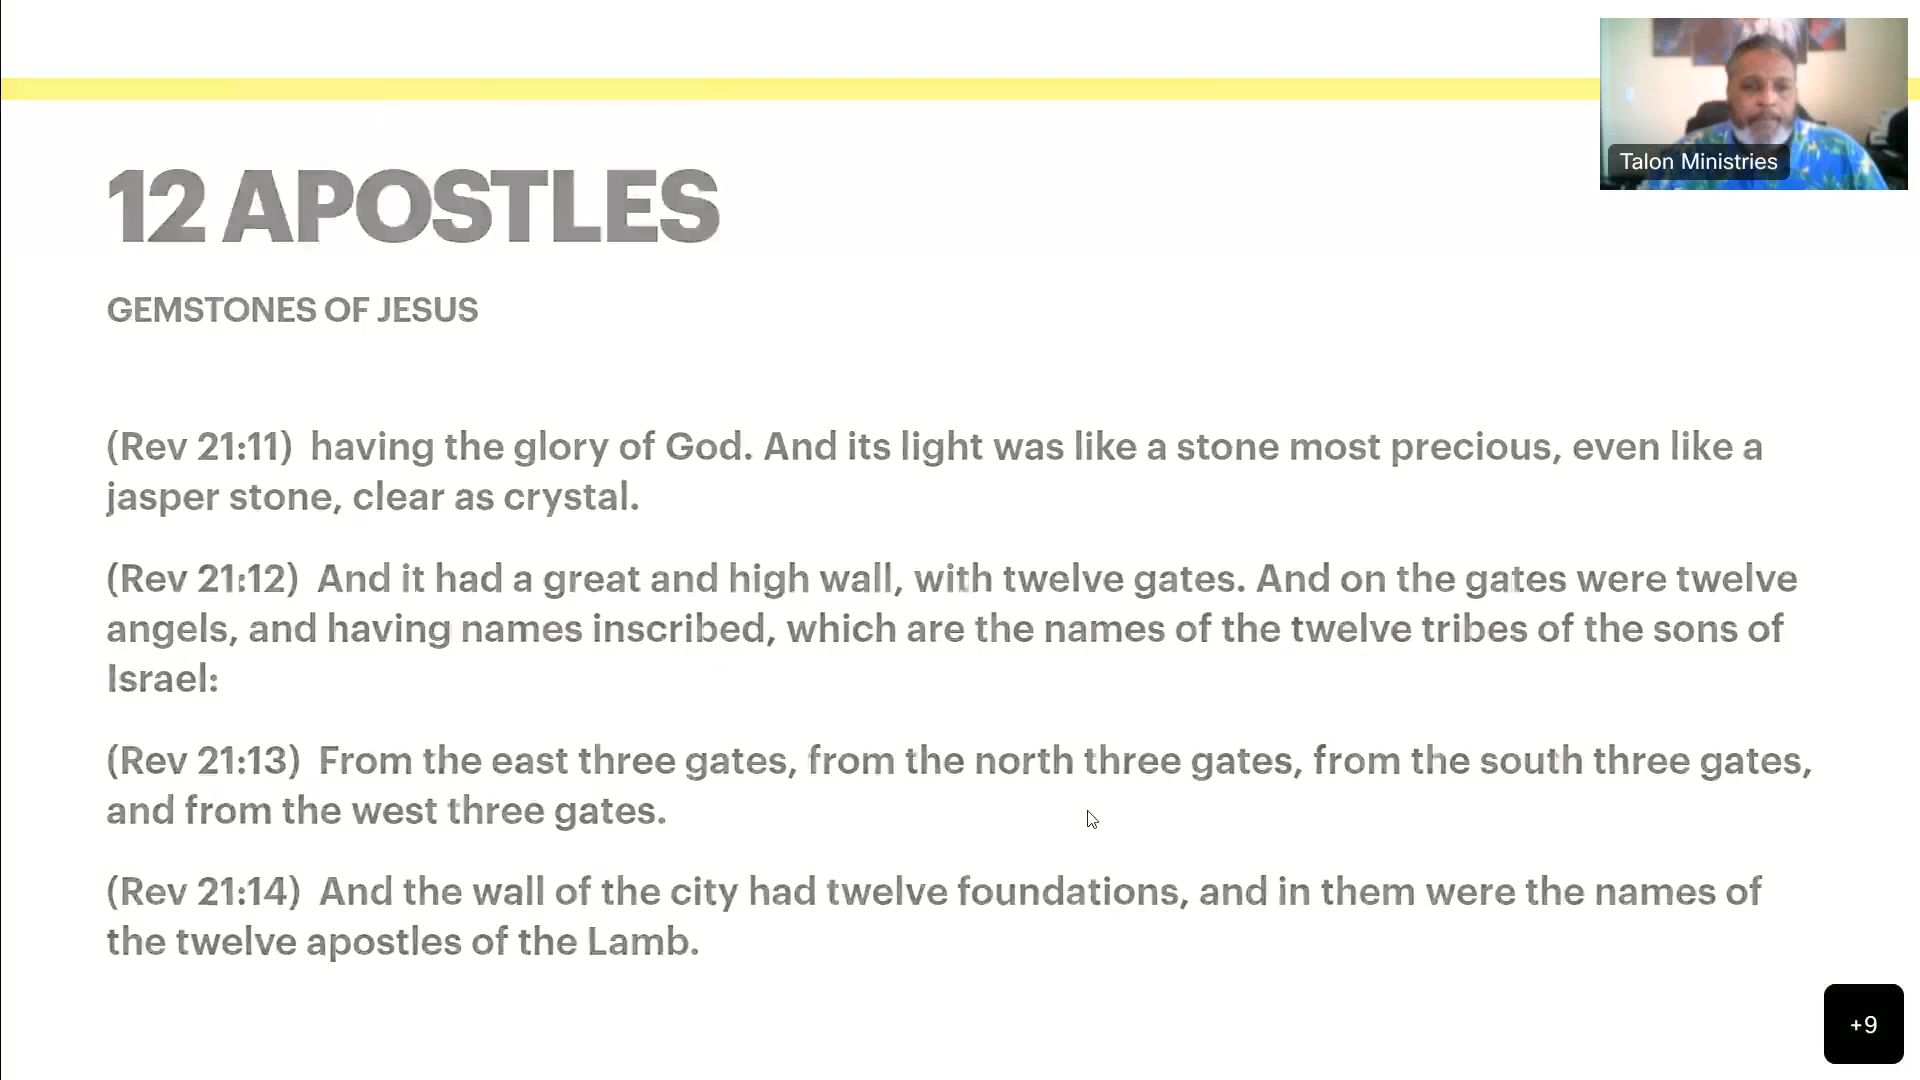 Talon Ministries
12 APOSTLES
GEMSTONES OF JESUS
(Rev 21:11)  having the glory of God. And its light was like a stone most precious, even like a
jasper stone, clear as crystal.
(Rev 21:12)  And it had a great and high wall, with twelve gates. And on the gates were twelve
angels, and having names inscribed, which are the names of the twelve tribes of the sons of
Israel:
(Rev 21:13)  From the east three gates, from the north three gates, from the south three gates,
and from the west three gates.
(Rev 21:14)  And the wall of the city had twelve foundations, and in them were the names of
the twelve apostles of the Lamb.
+9